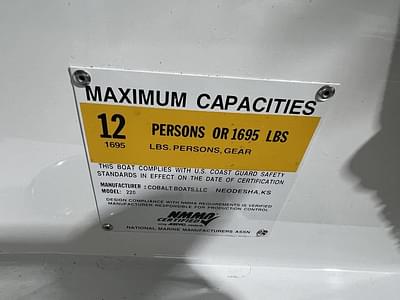 MAXIMUM CAPACITIES
12 PERSONS OR 1695 LBS
1695 LBS. PERSONS, GEAR
THIS BOAT COMPLIES WITH U.S. COAST GUARD SAFETY
STANDARDS IN EFFECT ON THE DATE OF CERTIFICATION
MANUFACTURER : COBALT BOATS, LLC NEODESHA, KS
MODEL: 220
DESIGN COMPLIANCE WITH NMMA REQUIREMENTS IS VERIFIED
MANUFACTURER RESPONSIBLE FOR PRODUCTION CONTROL
NMMA
CERTIFIED
NATIONAL MARINE MANUFACTURERS ASSN